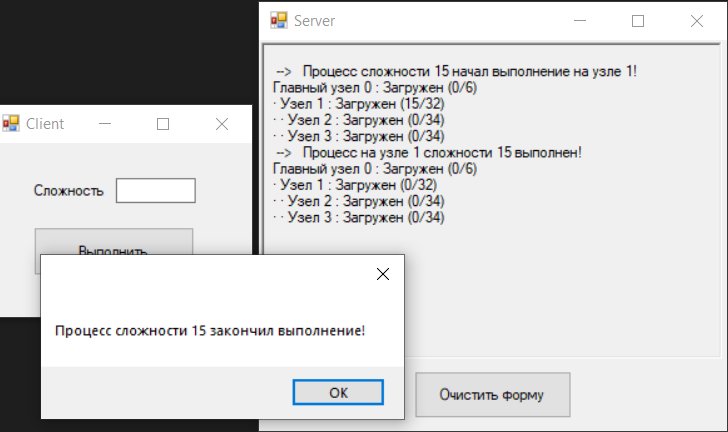 Server
--> Процесс сложности 15 начал выполнение на узле 1!
Главный узел 0 : Загружен (0/6)
· Узел 1 : Загружен (15/32)
· · Узел 2 : Загружен (0/34)
· · Узел 3 : Загружен (0/34)
--> Процесс на узле 1 сложности 15 выполнен!
Главный узел 0 : Загружен (0/6)
· Узел 1 : Загружен (0/32)
· · Узел 2 : Загружен (0/34)
· · Узел 3 : Загружен (0/34)
Client
Сложность
Выполнить
Процесс сложности 15 закончил выполнение!
OK
Очистить форму